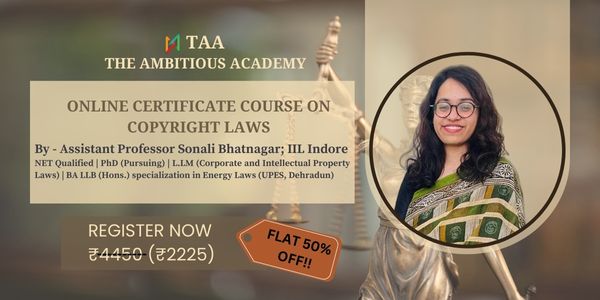 TAA
THE AMBITIOUS ACADEMY
ONLINE CERTIFICATE COURSE ON
COPYRIGHT LAWS
By - Assistant Professor Sonali Bhatnagar; IIL Indore
NET Qualified | PhD (Pursuing) | L.LM (Corporate and Intellectual Property
Laws) | BA LLB (Hons.) specialization in Energy Laws (UPES, Dehradun)
REGISTER NOW
₹4450 (₹2225)
FLAT 50%
OFF!!